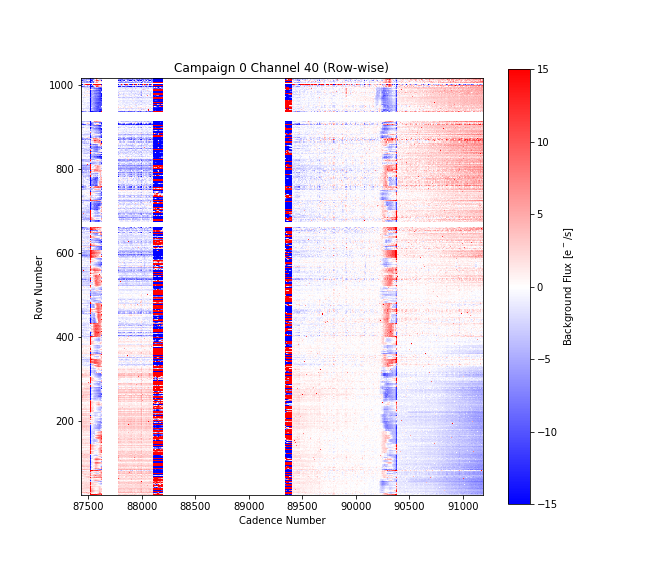 Campaign 0 Channel 40 (Row-wise)
1000
800
600
400
200
Row Number
87500 88000 88500 89000 89500 90000 90500 91000
Cadence Number
15
10
5
0
−5
−10
−15
Background Flux [e⁻/s]